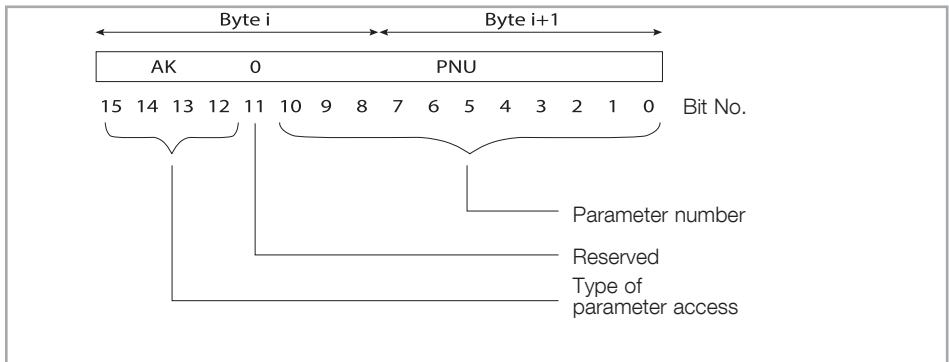 Byte i Byte i+1
AK 0 PNU
15 14 13 12 11 10 9 8 7 6 5 4 3 2 1 0 Bit No.
Parameter number
Reserved
Type of
parameter access